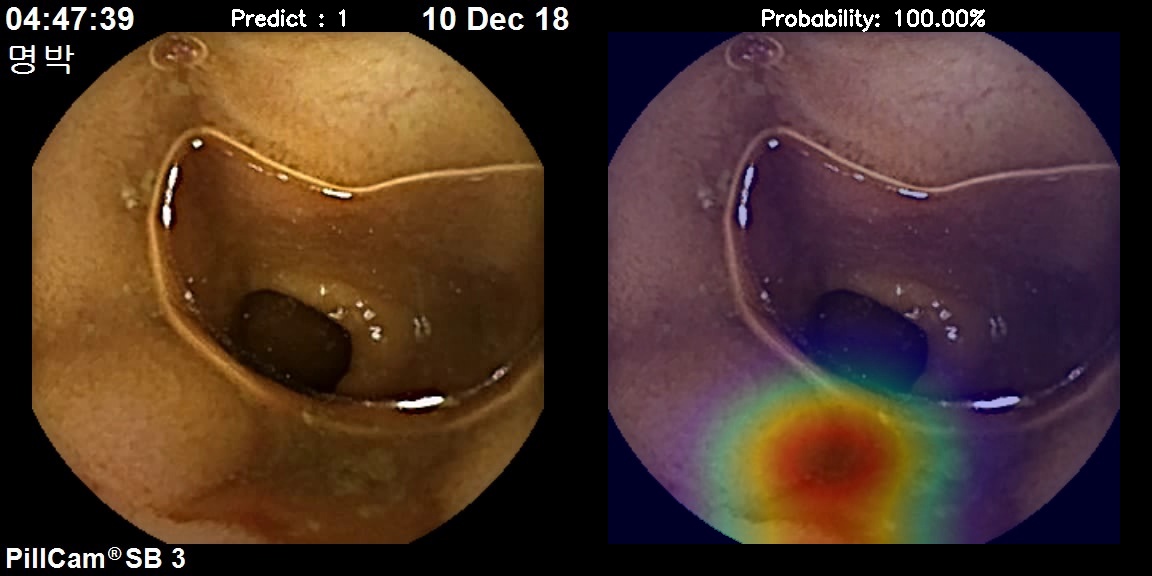 04:47:39
Predict : 1
10 Dec 18
Probability: 100.00%
명박
PillCam® SB 3